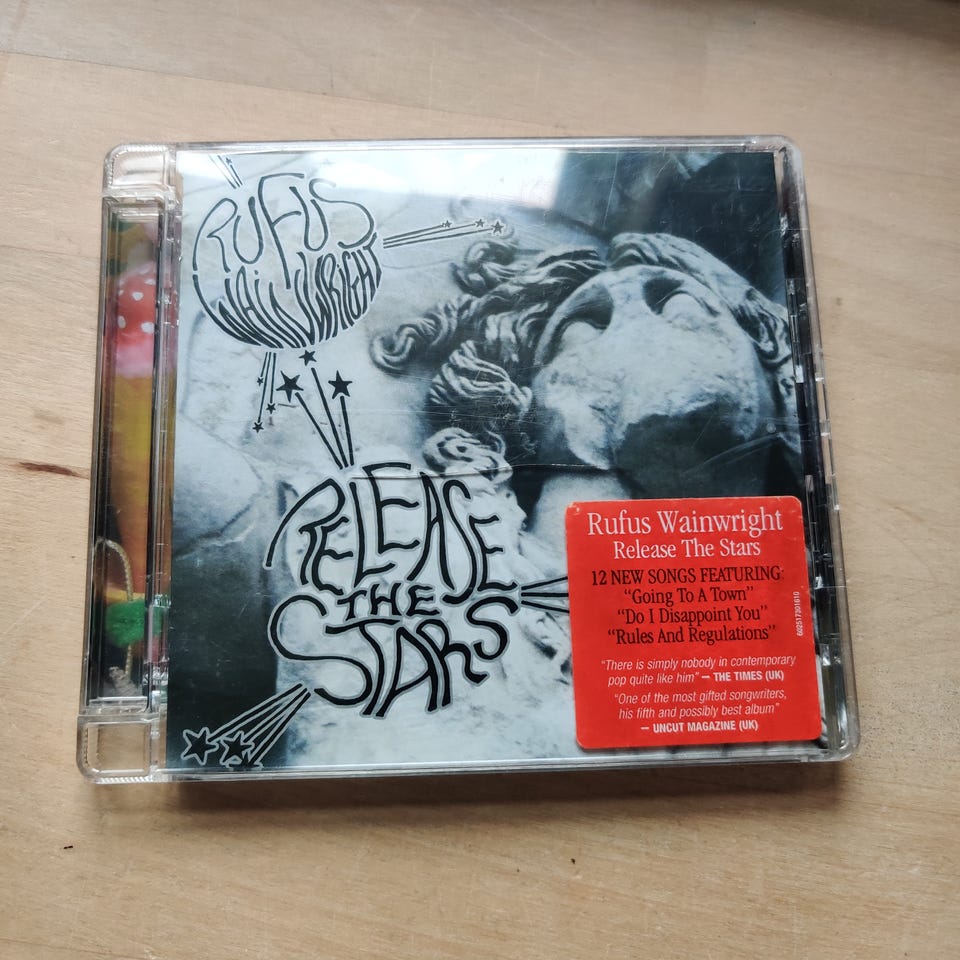 RUFUS
WAINWRIGHT
RELEASE
THE
STARS
Rufus Wainwright
Release The Stars
12 NEW SONGS FEATURING:
“Going To A Town”
“Do I Disappoint You”
“Rules And Regulations”
“There is simply nobody in contemporary
pop quite like him” — THE TIMES (UK)
“One of the most gifted songwriters,
his fifth and possibly best album”
— UNCUT MAGAZINE (UK)
602517301610